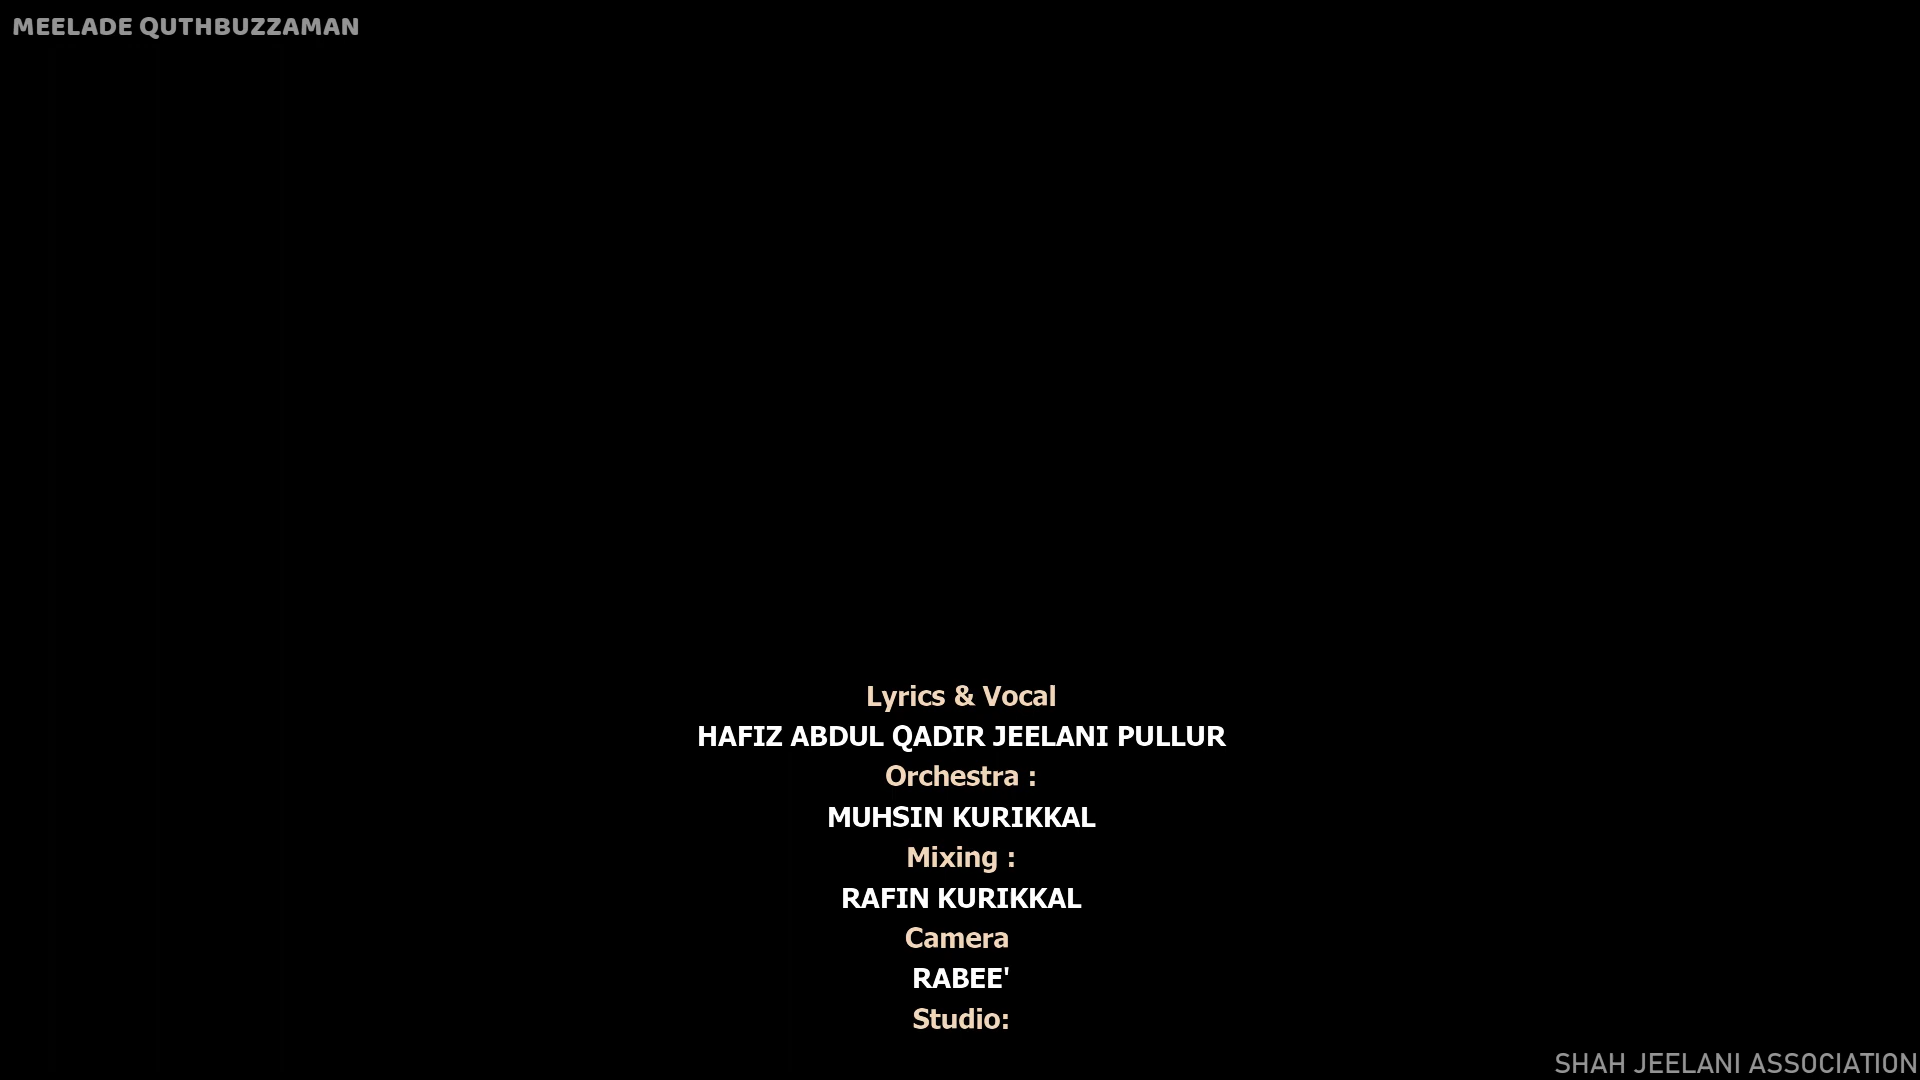 MEELADE QUTHBUZZAMAN
Lyrics & Vocal
HAFIZ ABDUL QADIR JEELANI PULLUR
Orchestra :
MUHSIN KURIKKAL
Mixing :
RAFIN KURIKKAL
Camera
RABEE'
Studio:
SHAH JEELANI ASSOCIATION